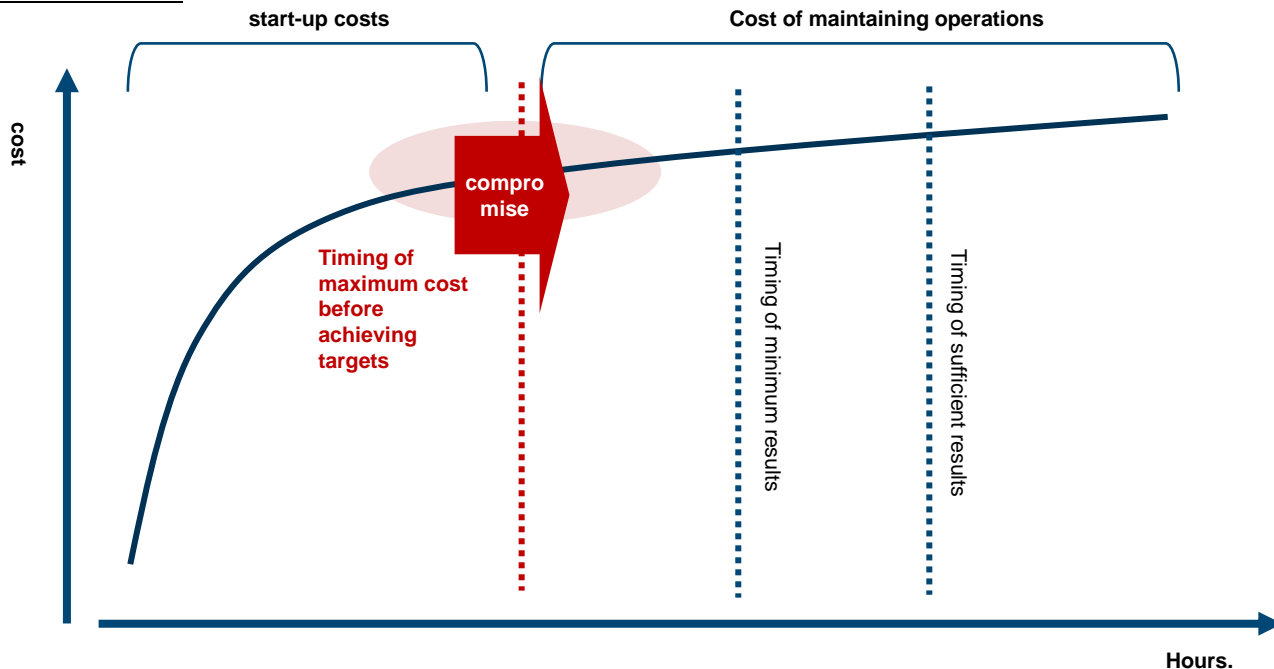 start-up costs
Cost of maintaining operations
cost
compro
mise
Timing of
maximum cost
before
achieving
targets
Timing of minimum results
Timing of sufficient results
Hours.